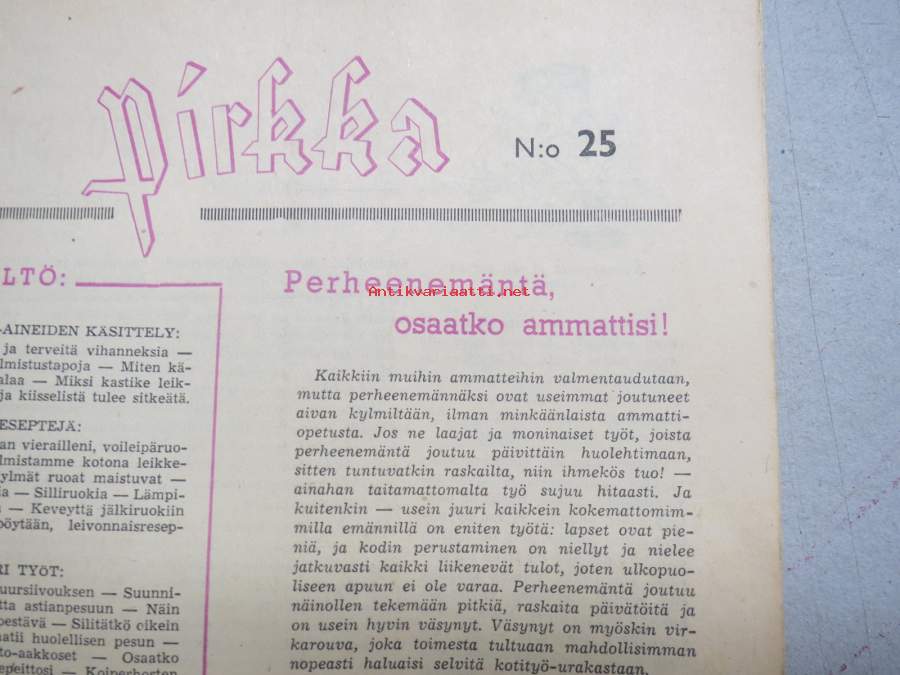 pirkka
N:o 25
LTÖ:
-AINEIDEN KÄSITTELY:
ja terveitä vihanneksia —
lmistustapoja — Miten kä-
alaa — Miksi kastike leik-
ja kiisselistä tulee sitkeätä.
ESEPTEJÄ:
an vierailleni, voileipäruo-
lmistamme kotona leikke-
ylmät ruoat maistuvat —
ia — Silliruokia — Lämpi-
s — Keveyttä jälkiruokiin
pöytään, leivonnaisresep-
RI TYÖT:
uursiivouksen — Suunni-
tta astianpesuun — Näin
pestävä — Silitätkö oikein
aatii huolellisen pesun —
to-aakkoset — Osaatko
sepeittosi — Koiperhosten
Perheenemäntä,
Antikvariaatti.net
osaatko ammattisi!
Kaikkiin muihin ammatteihin valmentaudutaan,
mutta perheenemännäksi ovat useimmat joutuneet
aivan kylmiltään, ilman minkäänlaista ammatti-
opetusta. Jos ne laajat ja moninaiset työt, joista
perheenemäntä joutuu päivittäin huolehtimaan,
sitten tuntuvatkin raskailta, niin ihmekös tuo! —
ainahan taitamattomalta työ sujuu hitaasti. Ja
kuitenkin — usein juuri kaikkein kokemattomim-
milla emännillä on eniten työtä: lapset ovat pie-
niä, ja kodin perustaminen on niellyt ja nielee
jatkuvasti kaikki liikenevät tulot, joten ulkopuo-
liseen apuun ei ole varaa. Perheenemäntä joutuu
näinollen tekemään pitkiä, raskaita päivätöitä ja
on usein hyvin väsynyt. Väsynyt on myöskin vir-
karouva, joka toimesta tultuaan mahdollisimman
nopeasti haluaisi selvitä kotityö-urakastaan.